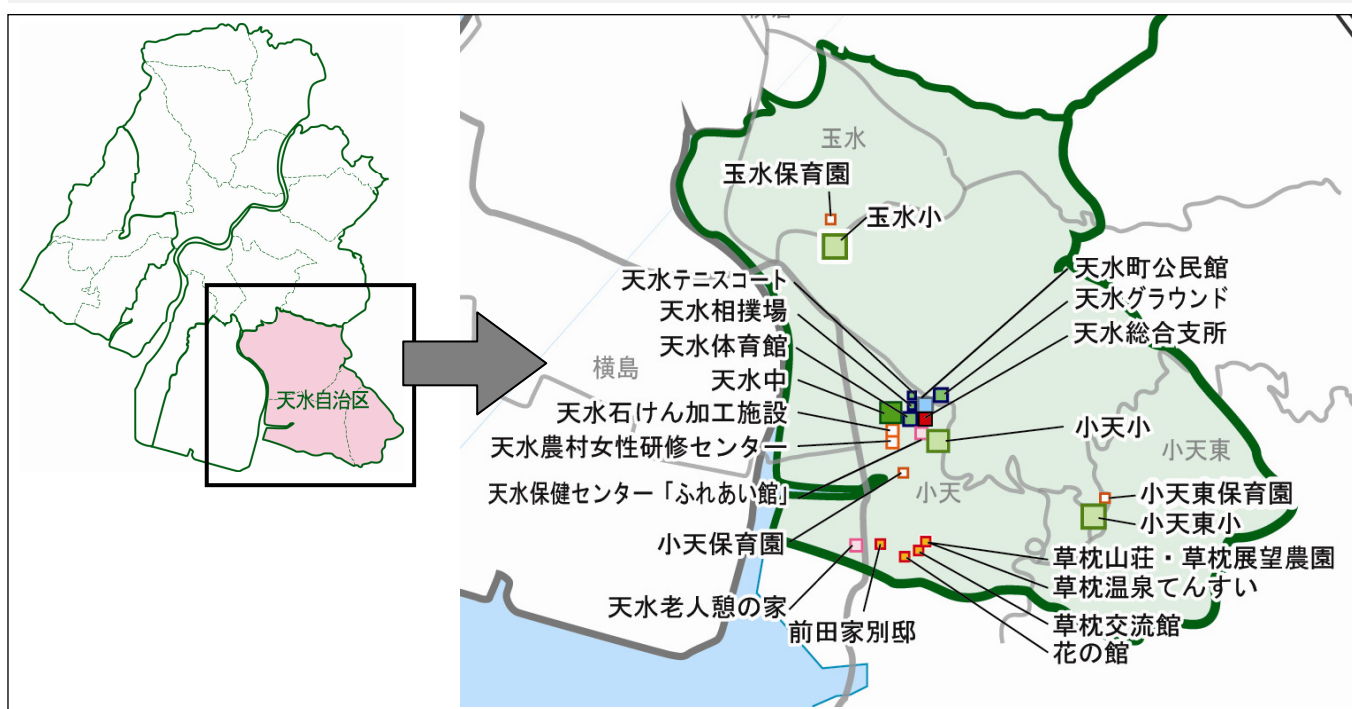 天水自治区
玉水
玉水保育園
玉水小
天水テニスコート
天水相撲場
天水体育館
天水中
天水石けん加工施設
天水農村女性研修センター
天水保健センター「ふれあい館」
小天保育園
天水老人憩の家
前田家別邸
横島
天水町公民館
天水グラウンド
天水総合支所
小天小
小天東
小天
小天東保育園
小天東小
草枕山荘・草枕展望農園
草枕温泉てんすい
草枕交流館
花の館